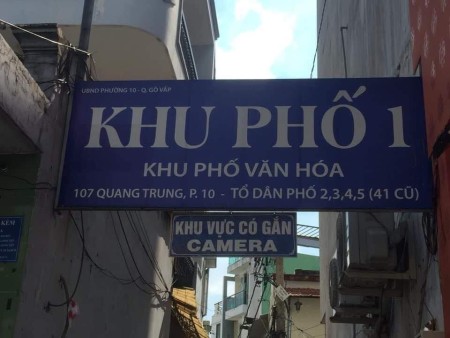 UBND PHƯỜNG 10 - Q. GÒ VẤP
KHU PHỐ 1
KHU PHỐ VĂN HÓA
107 QUANG TRUNG, P. 10 - TỔ DÂN PHỐ 2,3,4,5 (41 CŨ)
KHU VỰC CÓ GẮN
CAMERA
KẼM